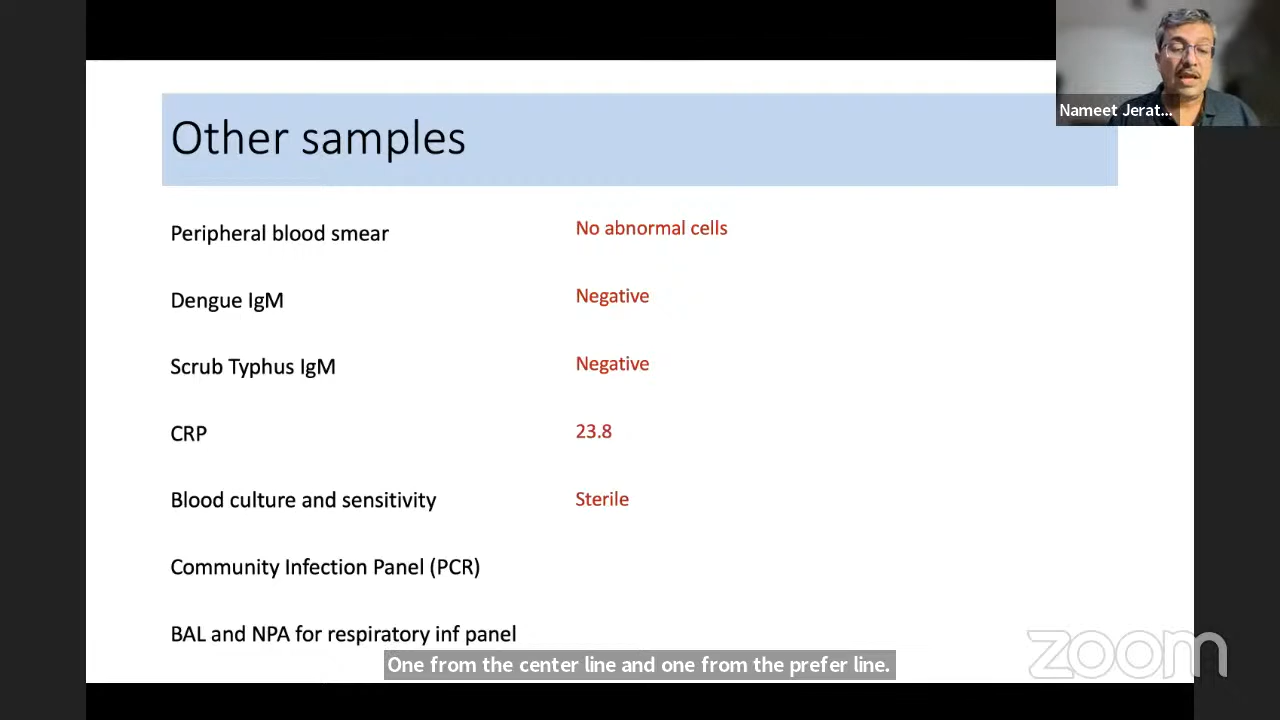 Nameet Jerat...
Other samples
Peripheral blood smear No abnormal cells
Dengue IgM Negative
Scrub Typhus IgM Negative
CRP 23.8
Blood culture and sensitivity Sterile
Community Infection Panel (PCR)
BAL and NPA for respiratory inf panel
One from the center line and one from the prefer line.
zoom